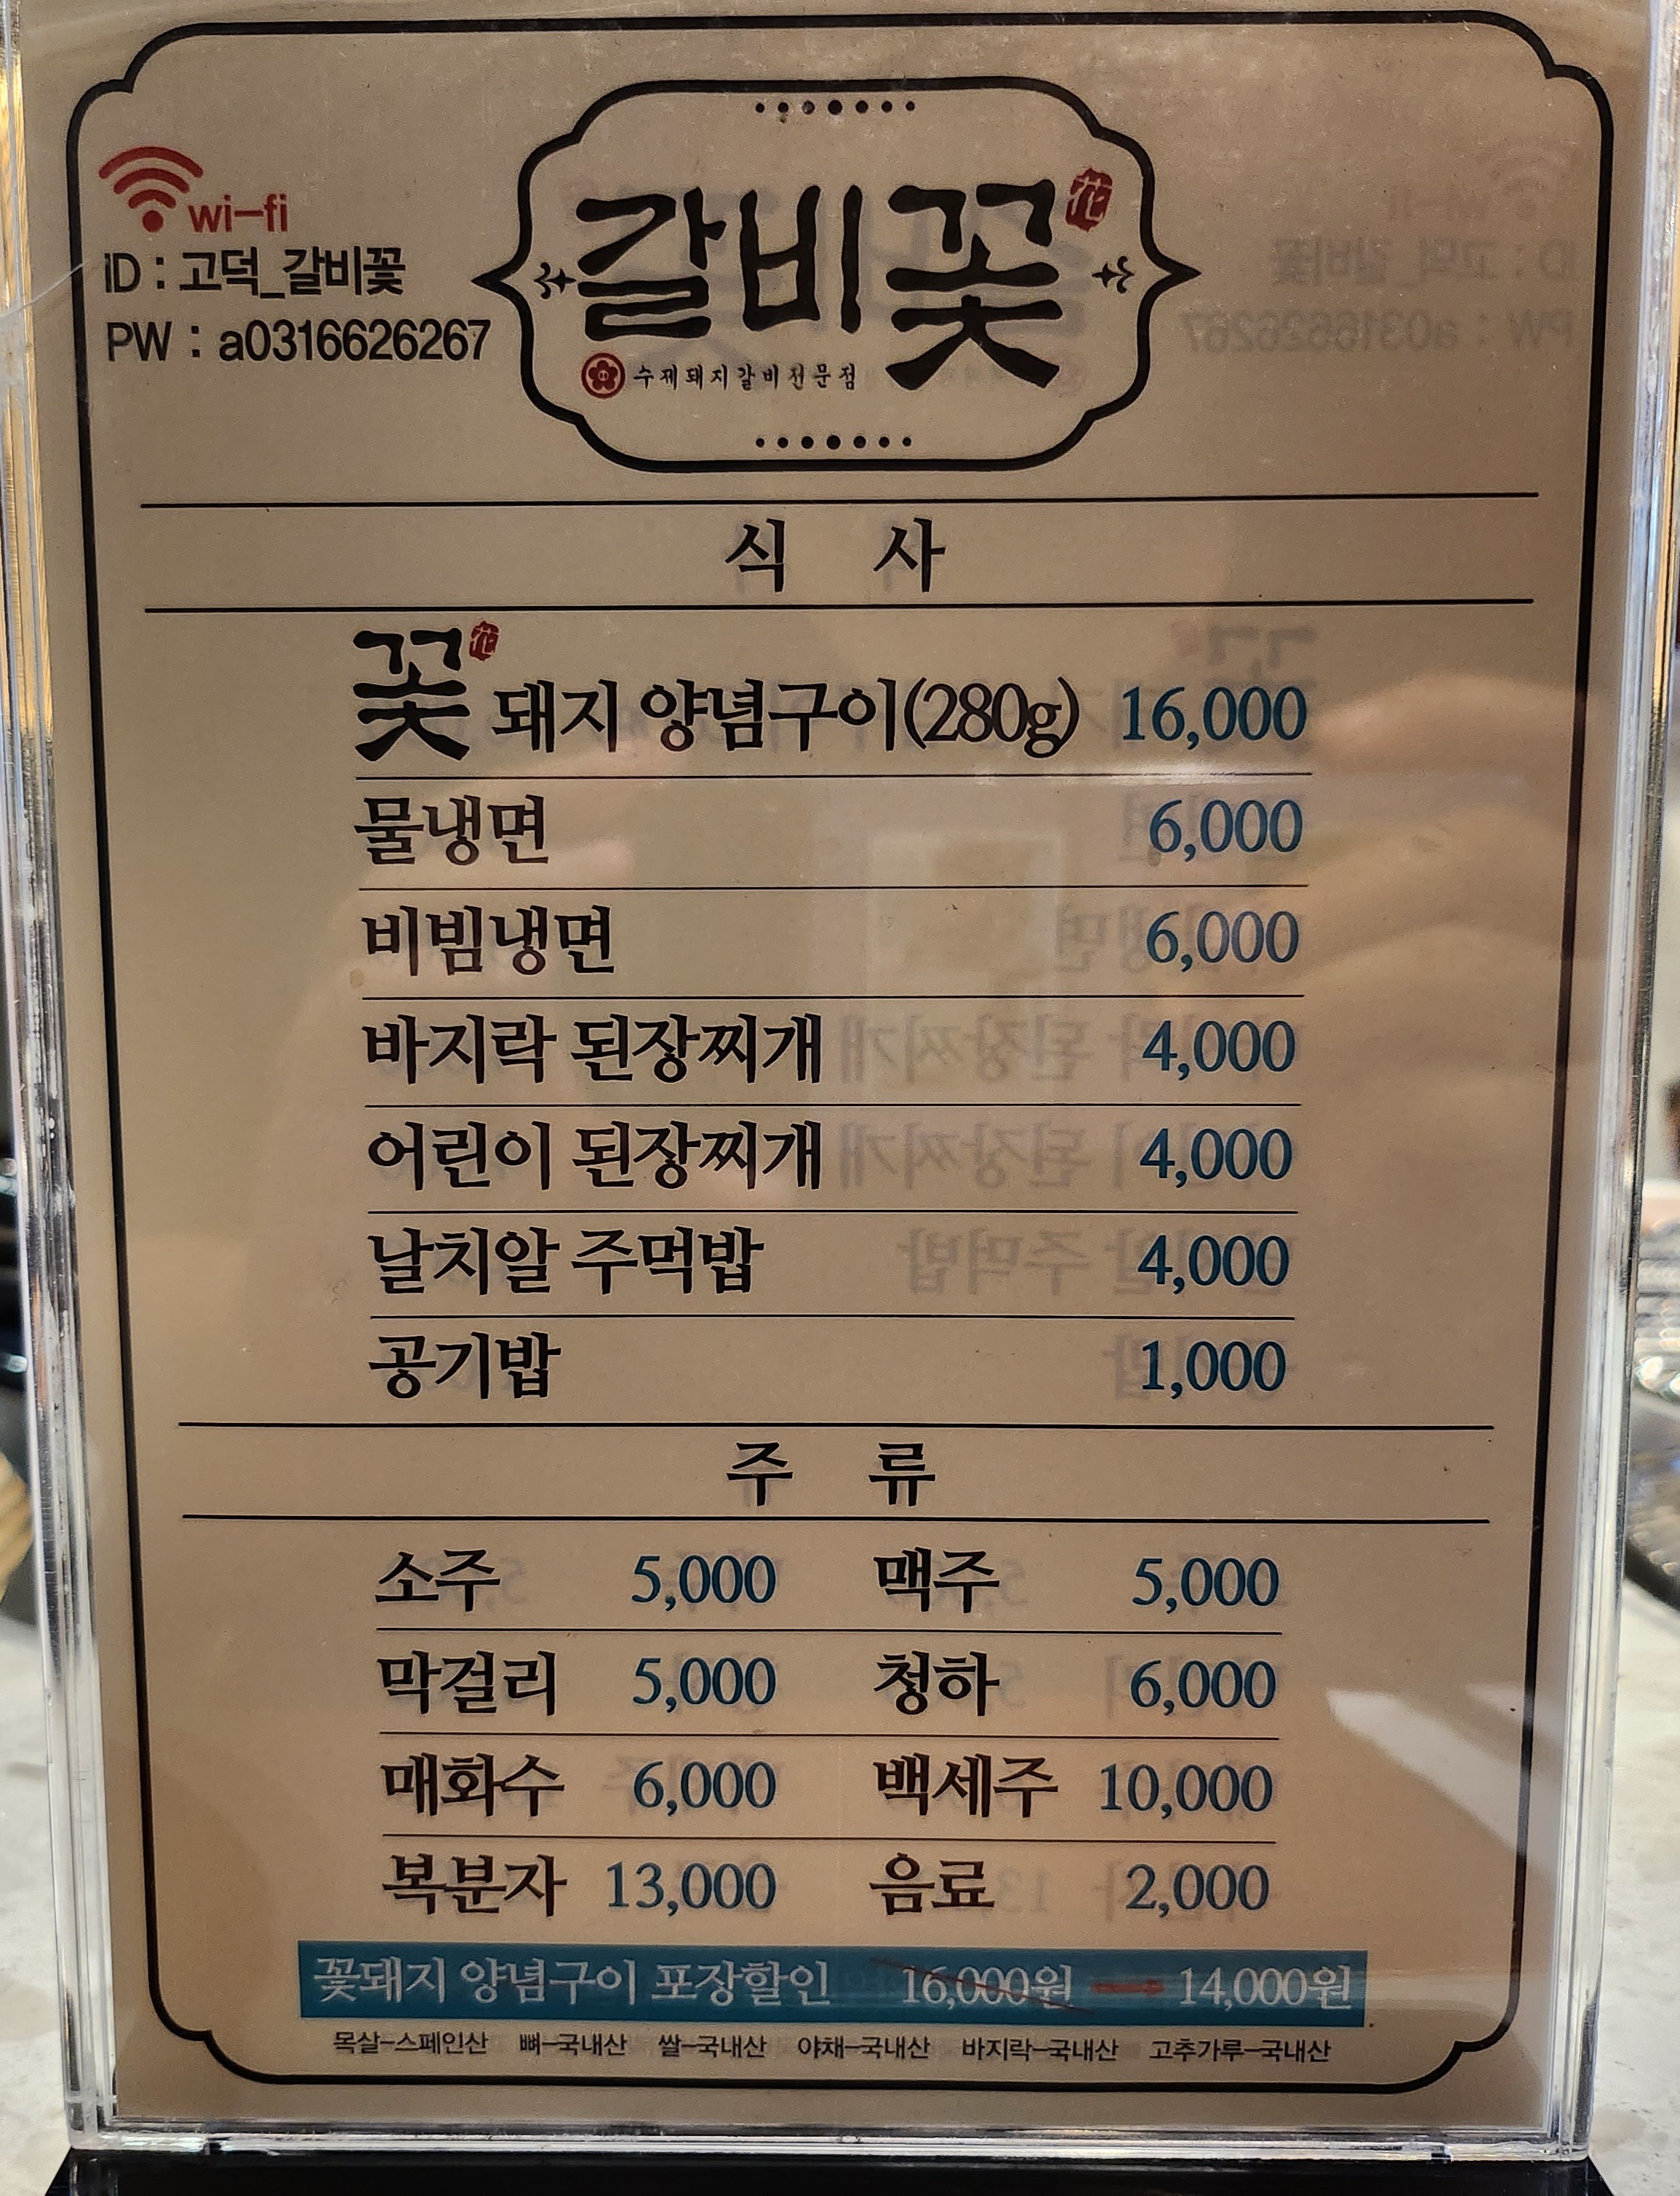 wi-fi
ID : 고덕_갈비꽃
PW : a0316626267
갈비꽃 花
수제돼지갈비전문점
식 사
꽃 花 돼지 양념구이(280g) 16,000
물냉면 6,000
비빔냉면 6,000
바지락 된장찌개 4,000
어린이 된장찌개 4,000
날치알 주먹밥 4,000
공기밥 1,000
주 류
소주 5,000 맥주 5,000
막걸리 5,000 청하 6,000
매화수 6,000 백세주 10,000
복분자 13,000 음료 2,000
꽃돼지 양념구이 포장할인 16,000원 → 14,000원
목살-스페인산 뼈-국내산 쌀-국내산 야채-국내산 바지락-국내산 고추가루-국내산